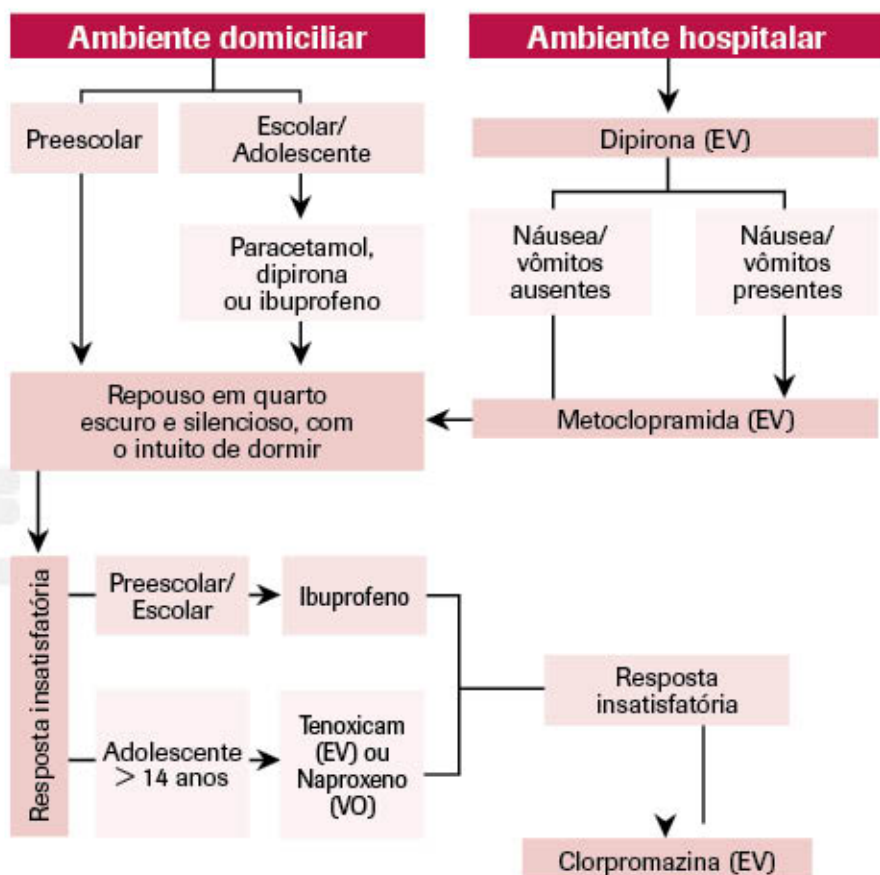 Ambiente domiciliar
Ambiente hospitalar
Preescolar
Escolar/
Adolescente
Dipirona (EV)
Paracetamol,
dipirona
ou ibuprofeno
Náusea/
vômitos
ausentes
Náusea/
vômitos
presentes
Repouso em quarto
escuro e silencioso, com
o intuito de dormir
Metoclopramida (EV)
Resposta insatisfatória
Preescolar/
Escolar
Ibuprofeno
Adolescente
> 14 anos
Tenoxicam
(EV) ou
Naproxeno
(VO)
Resposta
insatisfatória
Clorpromazina (EV)